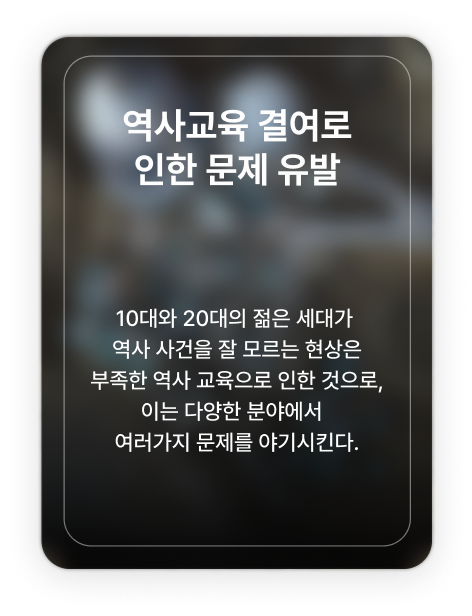 역사교육 결여로
인한 문제 유발
10대와 20대의 젊은 세대가
역사 사건을 잘 모르는 현상은
부족한 역사 교육으로 인한 것으로,
이는 다양한 분야에서
여러가지 문제를 야기시킨다.